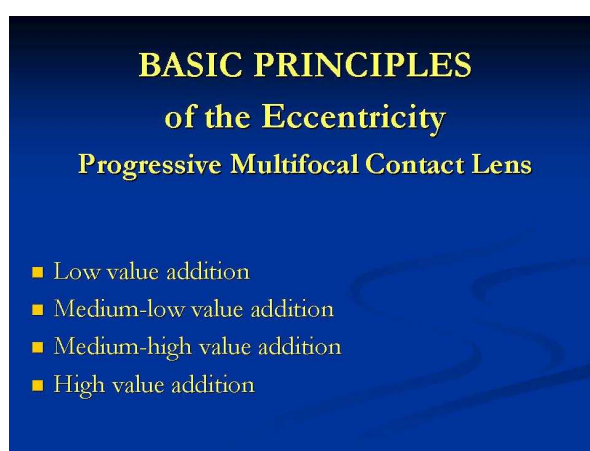 BASIC PRINCIPLES
of the Eccentricity
Progressive Multifocal Contact Lens
Low value addition
Medium-low value addition
Medium-high value addition
High value addition